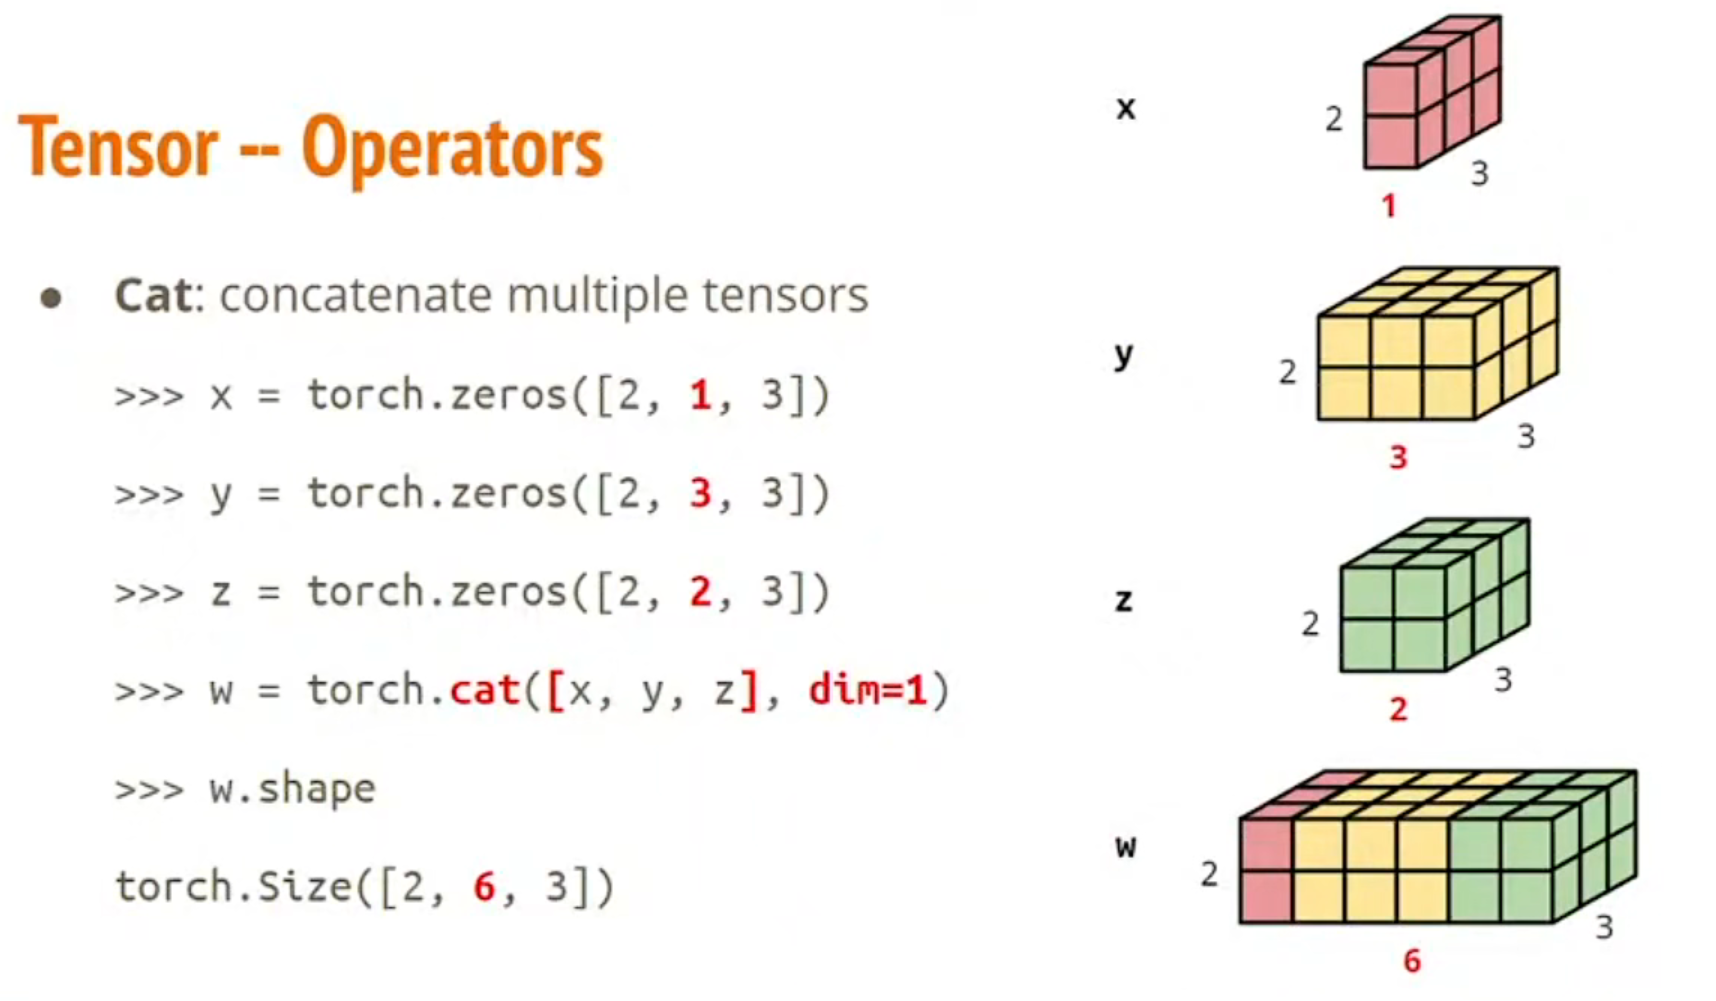 Tensor -- Operators
● Cat: concatenate multiple tensors
>>> x = torch.zeros([2, 1, 3])
>>> y = torch.zeros([2, 3, 3])
>>> z = torch.zeros([2, 2, 3])
>>> w = torch.cat([x, y, z], dim=1)
>>> w.shape
torch.Size([2, 6, 3])
x
2
3
1
y
2
3
3
z
2
3
2
w
2
3
6